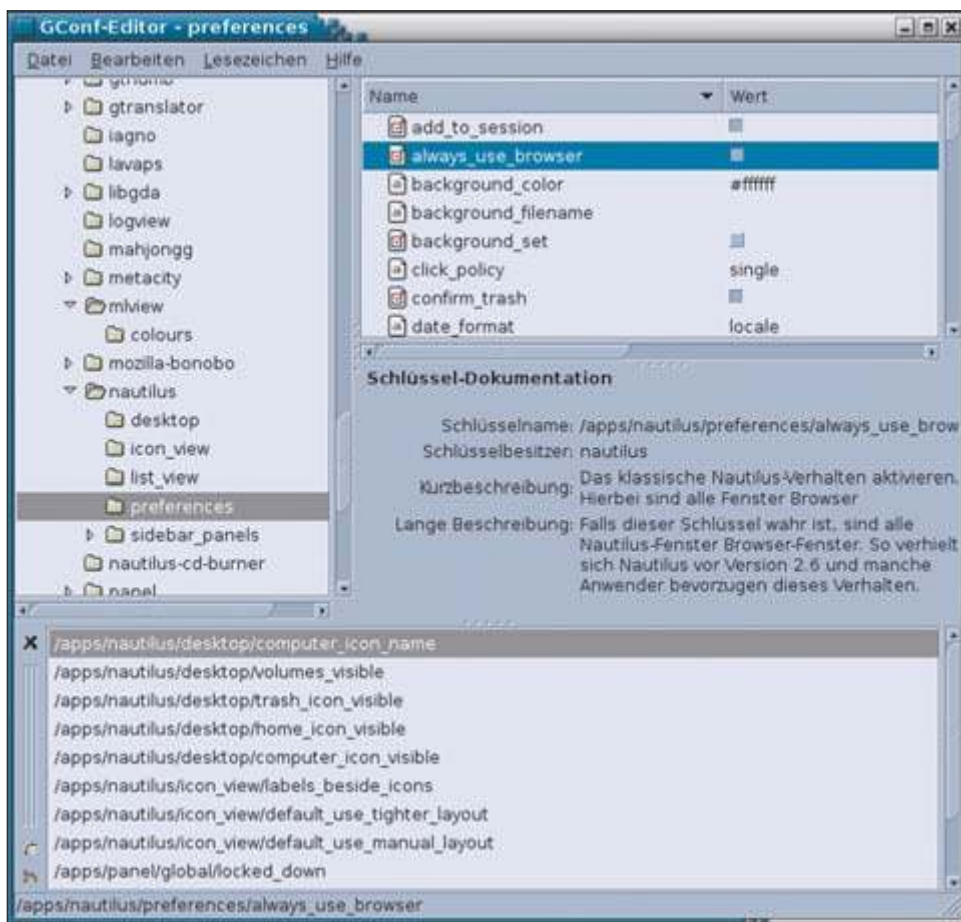 GConf-Editor - preferences
Datei Bearbeiten Lesezeichen Hilfe
gthumb
gtranslator
iagno
lavaps
libgda
logview
mahjongg
metacity
mlview
colours
mozilla-bonobo
nautilus
desktop
icon_view
list_view
preferences
sidebar_panels
nautilus-cd-burner
panel
Name Wert
add_to_session
always_use_browser
background_color #ffffff
background_filename
background_set
click_policy single
confirm_trash
date_format locale
Schlüssel-Dokumentation
Schlüsselname: /apps/nautilus/preferences/always_use_brow
Schlüsselbesitzer: nautilus
Kurzbeschreibung: Das klassische Nautilus-Verhalten aktivieren.
Hierbei sind alle Fenster Browser
Lange Beschreibung: Falls dieser Schlüssel wahr ist, sind alle
Nautilus-Fenster Browser-Fenster. So verhielt
sich Nautilus vor Version 2.6 und manche
Anwender bevorzugen dieses Verhalten.
/apps/nautilus/desktop/computer_icon_name
/apps/nautilus/desktop/volumes_visible
/apps/nautilus/desktop/trash_icon_visible
/apps/nautilus/desktop/home_icon_visible
/apps/nautilus/desktop/computer_icon_visible
/apps/nautilus/icon_view/labels_beside_icons
/apps/nautilus/icon_view/default_use_tighter_layout
/apps/nautilus/icon_view/default_use_manual_layout
/apps/panel/global/locked_down
/apps/nautilus/preferences/always_use_browser